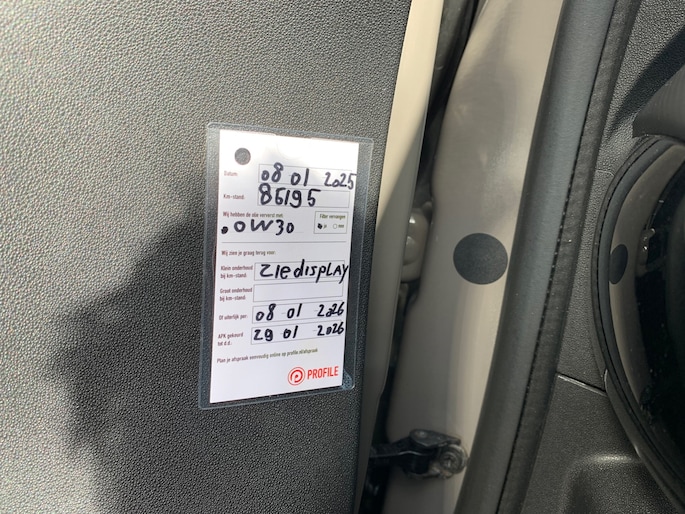 Datum: 08 01 2025
Km-stand: 86195
Wij hebben de olie ververst met: Filter vervangen
.0W30 ja nee
Wij zien je graag terug voor:
Klein onderhoud bij km-stand: ZIE DISPLAY
Groot onderhoud bij km-stand:
Of uiterlijk per: 08 01 2026
APK gekeurd tot d.d.: 29 01 2026
Plan je afspraak eenvoudig online op profile.nl/afspraak
PROFILE